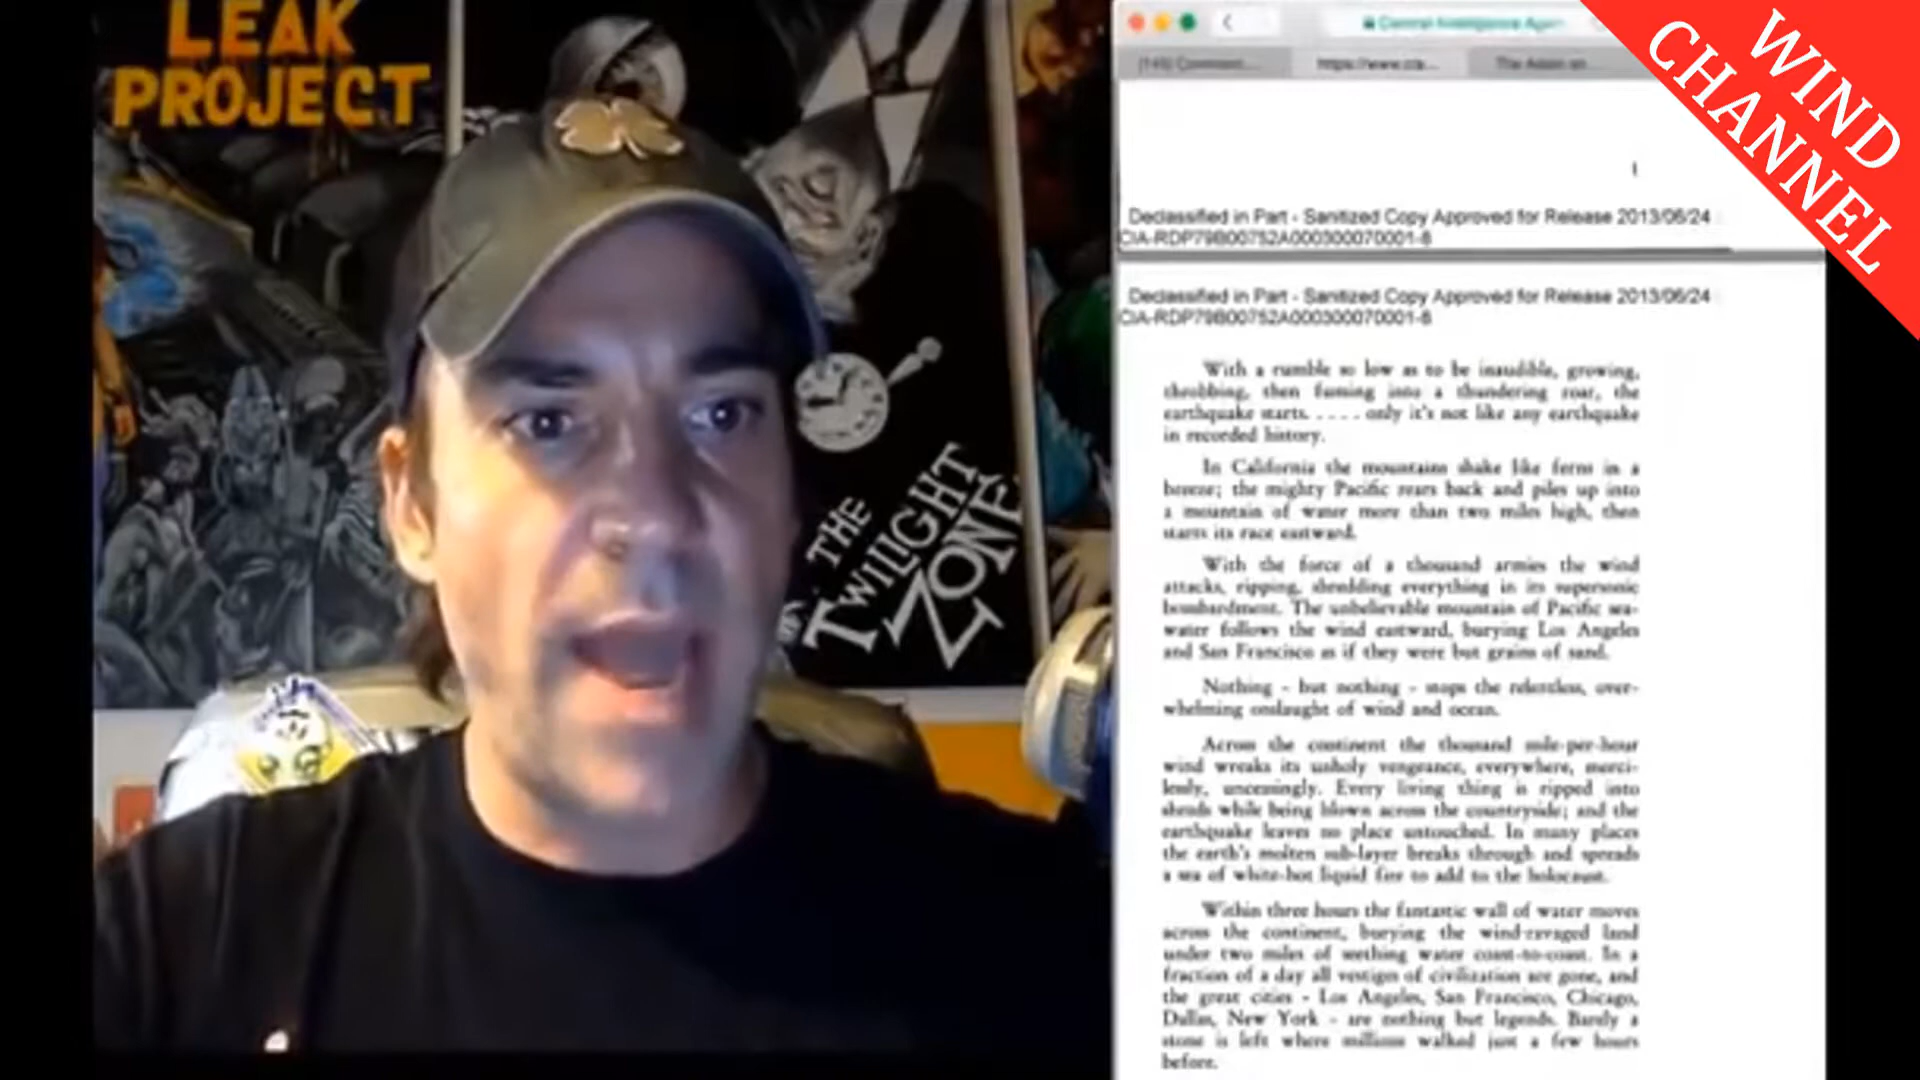 LEAK
PROJECT
THE
TWILIGHT
ZONE
WIND
CHANNEL
Central Intelligence Agen
(145) Comment...
https://www.cia...
The Adam an
1
Declassified in Part - Sanitized Copy Approved for Release 2013/06/24 :
CIA-RDP79B00752A000300070001-8
Declassified in Part - Sanitized Copy Approved for Release 2013/06/24 :
CIA-RDP79B00752A000300070001-8
With a rumble so low as to be inaudible, growing,
throbbing, then fuming into a thundering roar, the
earthquake starts. . . . . only it's not like any earthquake
in recorded history.
In California the mountains shake like ferns in a
breeze; the mighty Pacific rears back and piles up into
a mountain of water more than two miles high, then
starts its race eastward.
With the force of a thousand armies the wind
attacks, ripping, shredding everything in its supersonic
bombardment. The unbelievable mountain of Pacific sea-
water follows the wind eastward, burying Los Angeles
and San Francisco as if they were but grains of sand.
Nothing - but nothing - stops the relentless, over-
whelming onslaught of wind and ocean.
Across the continent the thousand mile-per-hour
wind wreaks its unholy vengeance, everywhere, merci-
lessly, unceasingly. Every living thing is ripped into
shreds while being blown across the countryside; and the
earthquake leaves no place untouched. In many places
the earth's molten sub-layer breaks through and spreads
a sea of white-hot liquid fire to add to the holocaust.
Within three hours the fantastic wall of water moves
across the continent, burying the wind-ravaged land
under two miles of seething water coast-to-coast. In a
fraction of a day all vestiges of civilization are gone, and
the great cities - Los Angeles, San Francisco, Chicago,
Dallas, New York - are nothing but legends. Barely a
stone is left where millions walked just a few hours
before.